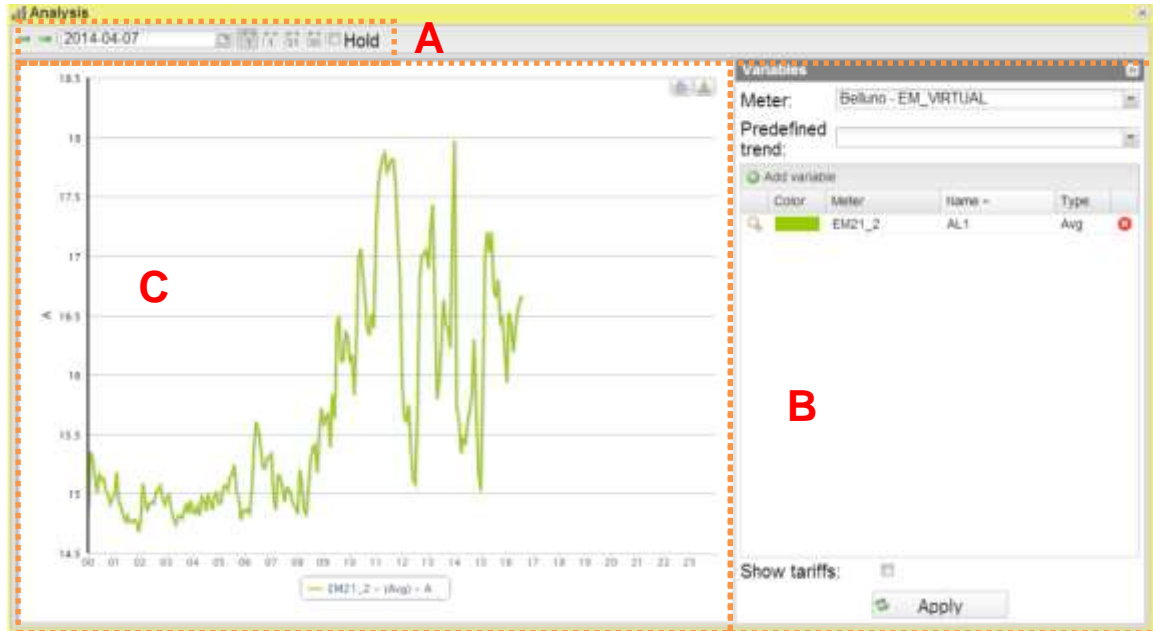 Analysis
2014-04-07
Hold
A
Variables
Meter: Belluno - EM_VIRTUAL
Predefined
trend:
Add variable
Color Meter Name Type
EM21_2 AL1 Avg
B
Show tariffs:
Apply
C
18.5
18
17.5
17
A 16.5
16
15.5
15
14.5
00 01 02 03 04 05 06 07 08 09 10 11 12 13 14 15 16 17 18 19 20 21 22 23
EM21_2 - (Avg) - A